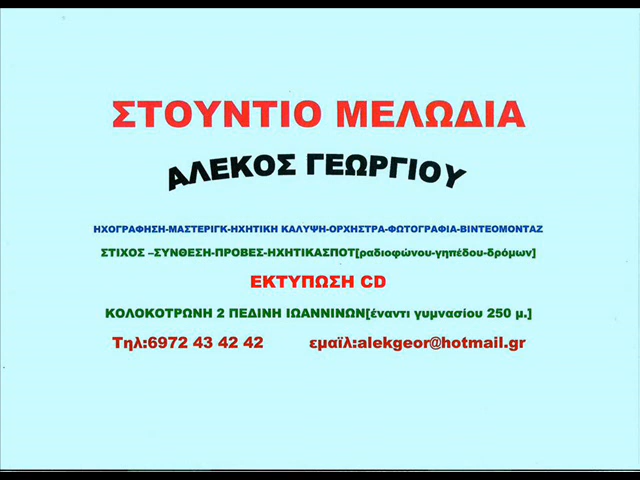 ΣΤΟΥΝΤΙΟ ΜΕΛΩΔΙΑ
ΑΛΕΚΟΣ ΓΕΩΡΓΙΟΥ
ΗΧΟΓΡΑΦΗΣΗ-ΜΑΣΤΕΡΙΓΚ-ΗΧΗΤΙΚΗ ΚΑΛΥΨΗ-ΟΡΧΗΣΤΡΑ-ΦΩΤΟΓΡΑΦΙΑ-ΒΙΝΤΕΟΜΟΝΤΑΖ
ΣΤΙΧΟΣ –ΣΥΝΘΕΣΗ-ΠΡΟΒΕΣ-ΗΧΗΤΙΚΑΣΠΟΤ[ραδιοφώνου-γηπέδου-δρόμων]
ΕΚΤΥΠΩΣΗ CD
ΚΟΛΟΚΟΤΡΩΝΗ 2 ΠΕΔΙΝΗ ΙΩΑΝΝΙΝΩΝ[έναντι γυμνασίου 250 μ.]
Τηλ:6972 43 42 42 εμαϊλ:alekgeor@hotmail.gr